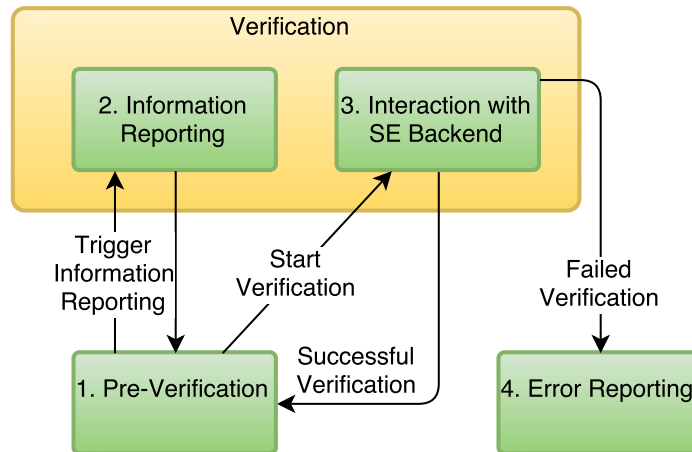 Verification
2. Information
Reporting
3. Interaction with
SE Backend
Trigger
Information
Reporting
Start
Verification
Failed
Verification
Successful
Verification
1. Pre-Verification
4. Error Reporting